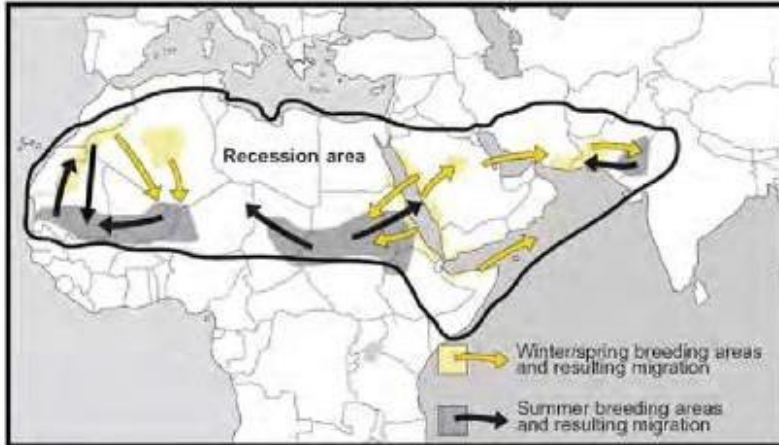 Recession area
Winter/spring breeding areas
and resulting migration
Summer breeding areas
and resulting migration